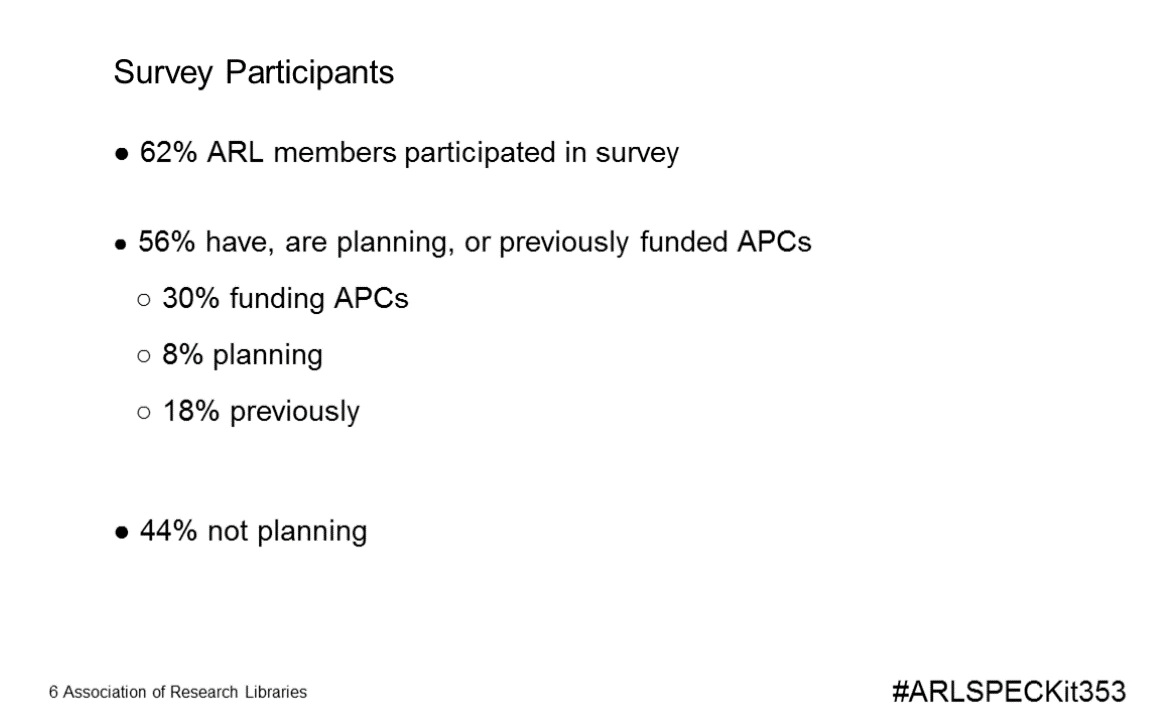 Survey Participants
● 62% ARL members participated in survey
● 56% have, are planning, or previously funded APCs
○ 30% funding APCs
○ 8% planning
○ 18% previously
● 44% not planning
6 Association of Research Libraries
#ARLSPECKit353